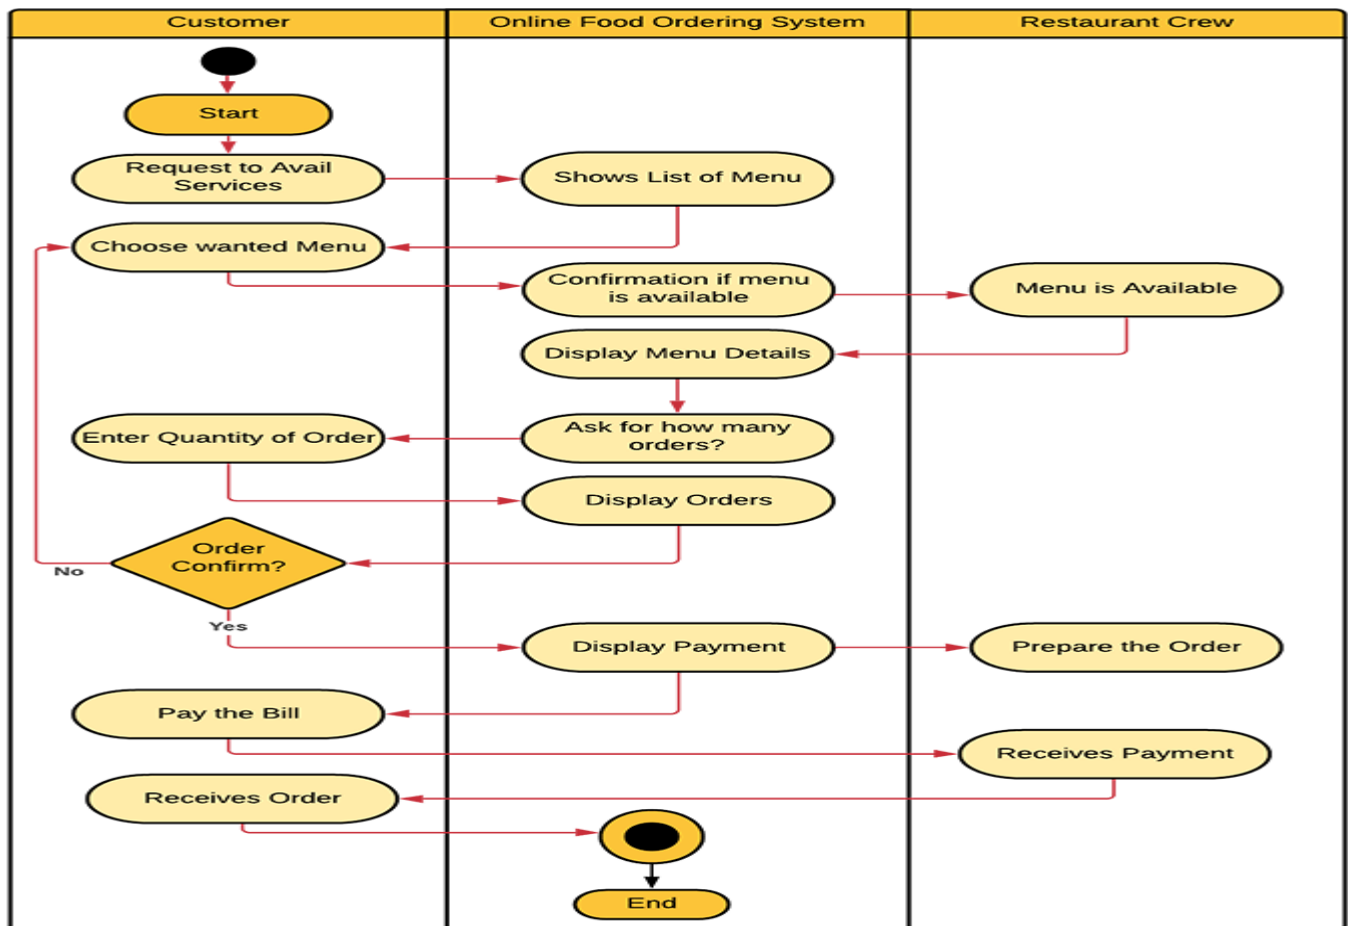 Customer
Online Food Ordering System
Restaurant Crew
Start
Request to Avail
Services
Shows List of Menu
Choose wanted Menu
Confirmation if menu
is available
Menu is Available
Display Menu Details
Ask for how many
orders?
Enter Quantity of Order
Display Orders
Order
Confirm?
No
Yes
Display Payment
Prepare the Order
Pay the Bill
Receives Payment
Receives Order
End